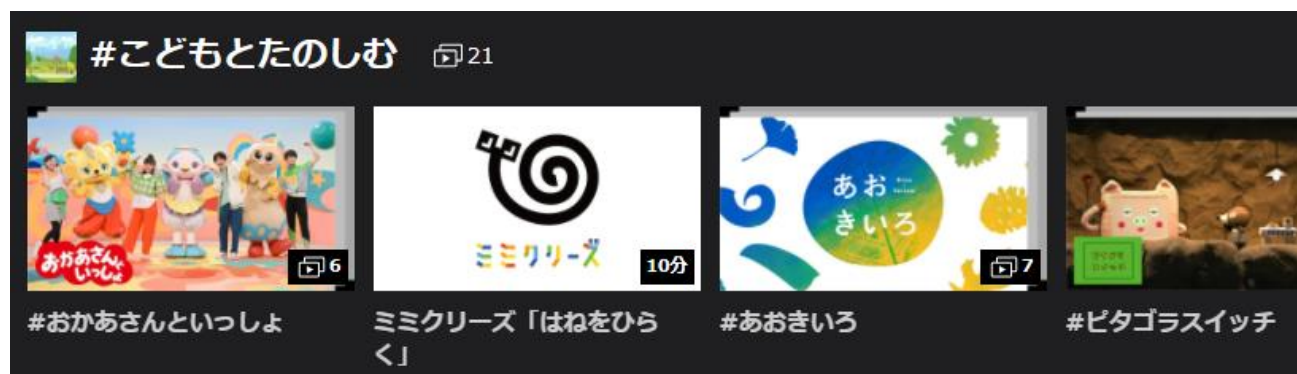 #こどもとたのしむ 21
おかあさんと
いっしょ
6
ミミクリーズ
10分
あお
きいろ
7
#おかあさんといっしょ
ミミクリーズ「はねをひら
く」
#あおきいろ
#ピタゴラスイッチ